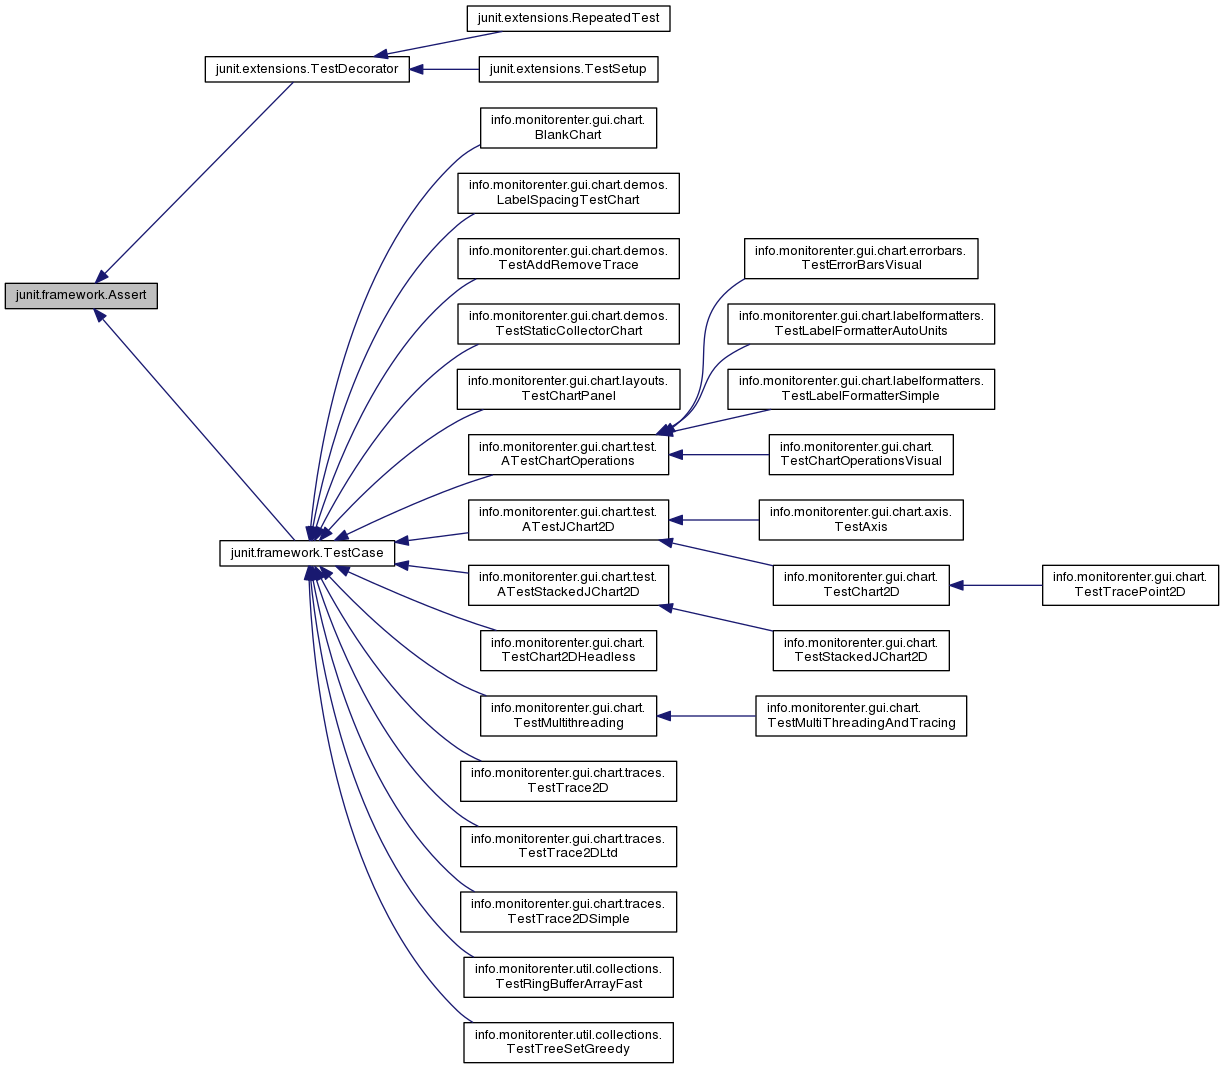 junit.extensions.RepeatedTest
junit.extensions.TestDecorator
junit.extensions.TestSetup
info.monitorenter.gui.chart.
BlankChart
info.monitorenter.gui.chart.demos.
LabelSpacingTestChart
info.monitorenter.gui.chart.demos.
TestAddRemoveTrace
info.monitorenter.gui.chart.errorbars.
TestErrorBarsVisual
junit.framework.Assert
info.monitorenter.gui.chart.demos.
TestStaticCollectorChart
info.monitorenter.gui.chart.labelformatters.
TestLabelFormatterAutoUnits
info.monitorenter.gui.chart.layouts.
TestChartPanel
info.monitorenter.gui.chart.labelformatters.
TestLabelFormatterSimple
info.monitorenter.gui.chart.test.
ATestChartOperations
info.monitorenter.gui.chart.
TestChartOperationsVisual
info.monitorenter.gui.chart.test.
ATestJChart2D
info.monitorenter.gui.chart.axis.
TestAxis
junit.framework.TestCase
info.monitorenter.gui.chart.test.
ATestStackedJChart2D
info.monitorenter.gui.chart.
TestChart2D
info.monitorenter.gui.chart.
TestTracePoint2D
info.monitorenter.gui.chart.
TestChart2DHeadless
info.monitorenter.gui.chart.
TestStackedJChart2D
info.monitorenter.gui.chart.
TestMultithreading
info.monitorenter.gui.chart.
TestMultiThreadingAndTracing
info.monitorenter.gui.chart.traces.
TestTrace2D
info.monitorenter.gui.chart.traces.
TestTrace2DLtd
info.monitorenter.gui.chart.traces.
TestTrace2DSimple
info.monitorenter.util.collections.
TestRingBufferArrayFast
info.monitorenter.util.collections.
TestTreeSetGreedy